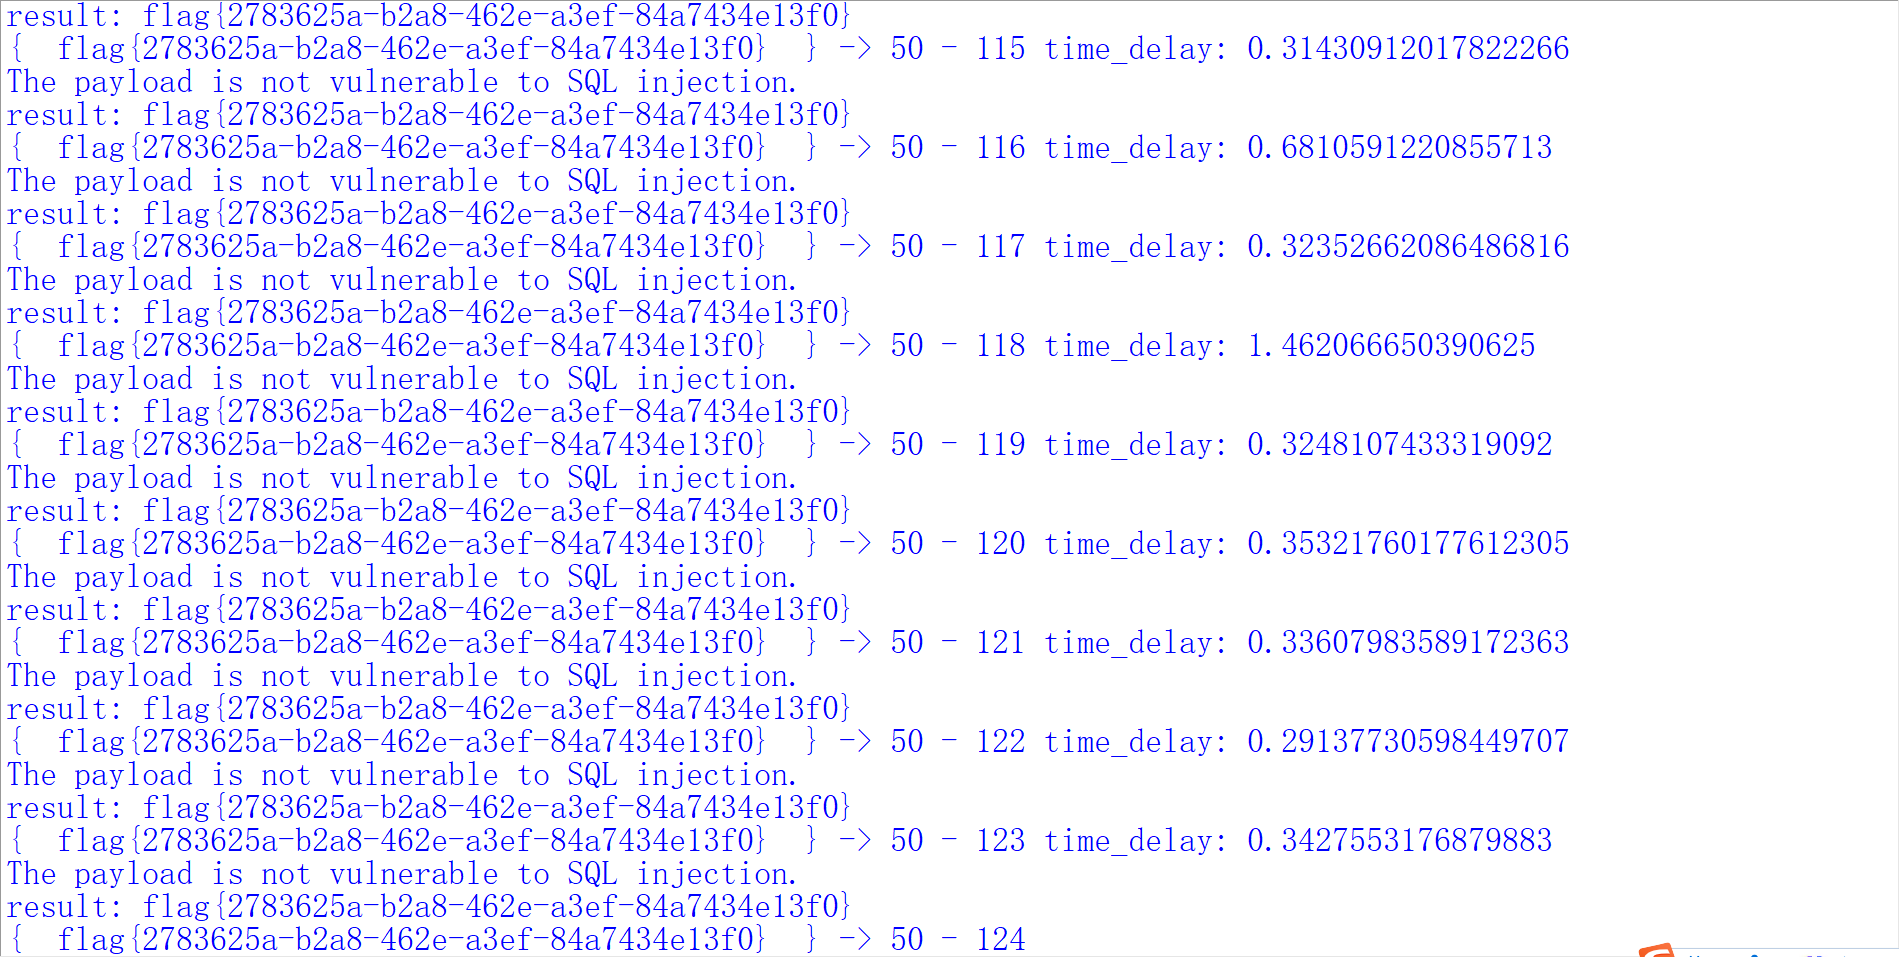 result: flag{2783625a-b2a8-462e-a3ef-84a7434e13f0}
{  flag{2783625a-b2a8-462e-a3ef-84a7434e13f0}  } -> 50 - 115 time_delay: 0.31430912017822266
The payload is not vulnerable to SQL injection.
result: flag{2783625a-b2a8-462e-a3ef-84a7434e13f0}
{  flag{2783625a-b2a8-462e-a3ef-84a7434e13f0}  } -> 50 - 116 time_delay: 0.6810591220855713
The payload is not vulnerable to SQL injection.
result: flag{2783625a-b2a8-462e-a3ef-84a7434e13f0}
{  flag{2783625a-b2a8-462e-a3ef-84a7434e13f0}  } -> 50 - 117 time_delay: 0.32352662086486816
The payload is not vulnerable to SQL injection.
result: flag{2783625a-b2a8-462e-a3ef-84a7434e13f0}
{  flag{2783625a-b2a8-462e-a3ef-84a7434e13f0}  } -> 50 - 118 time_delay: 1.462066650390625
The payload is not vulnerable to SQL injection.
result: flag{2783625a-b2a8-462e-a3ef-84a7434e13f0}
{  flag{2783625a-b2a8-462e-a3ef-84a7434e13f0}  } -> 50 - 119 time_delay: 0.3248107433319092
The payload is not vulnerable to SQL injection.
result: flag{2783625a-b2a8-462e-a3ef-84a7434e13f0}
{  flag{2783625a-b2a8-462e-a3ef-84a7434e13f0}  } -> 50 - 120 time_delay: 0.35321760177612305
The payload is not vulnerable to SQL injection.
result: flag{2783625a-b2a8-462e-a3ef-84a7434e13f0}
{  flag{2783625a-b2a8-462e-a3ef-84a7434e13f0}  } -> 50 - 121 time_delay: 0.33607983589172363
The payload is not vulnerable to SQL injection.
result: flag{2783625a-b2a8-462e-a3ef-84a7434e13f0}
{  flag{2783625a-b2a8-462e-a3ef-84a7434e13f0}  } -> 50 - 122 time_delay: 0.29137730598449707
The payload is not vulnerable to SQL injection.
result: flag{2783625a-b2a8-462e-a3ef-84a7434e13f0}
{  flag{2783625a-b2a8-462e-a3ef-84a7434e13f0}  } -> 50 - 123 time_delay: 0.3427553176879883
The payload is not vulnerable to SQL injection.
result: flag{2783625a-b2a8-462e-a3ef-84a7434e13f0}
{  flag{2783625a-b2a8-462e-a3ef-84a7434e13f0}  } -> 50 - 124